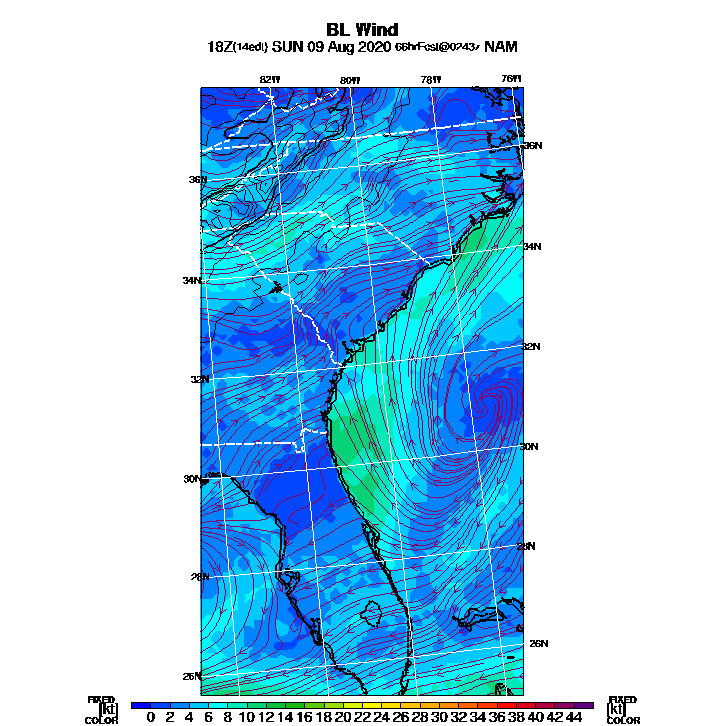 BL Wind
18Z(14edt) SUN 09 Aug 2020 66hrFcst@0243z NAM
82W 80W 78W 76W
36N
36N
34N
34N
32N
32N
30N
30N
28N
28N
26N
26N
FIXED FIXED
[kt] 0 2 4 6 8 10 12 14 16 18 20 22 24 26 28 30 32 34 36 38 40 42 44 [kt]
COLOR COLOR